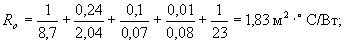 R₀ = 1/8,7 + 0,24/2,04 + 0,1/0,07 + 0,01/0,08 + 1/23 = 1,83 м² ·° С/Вт;